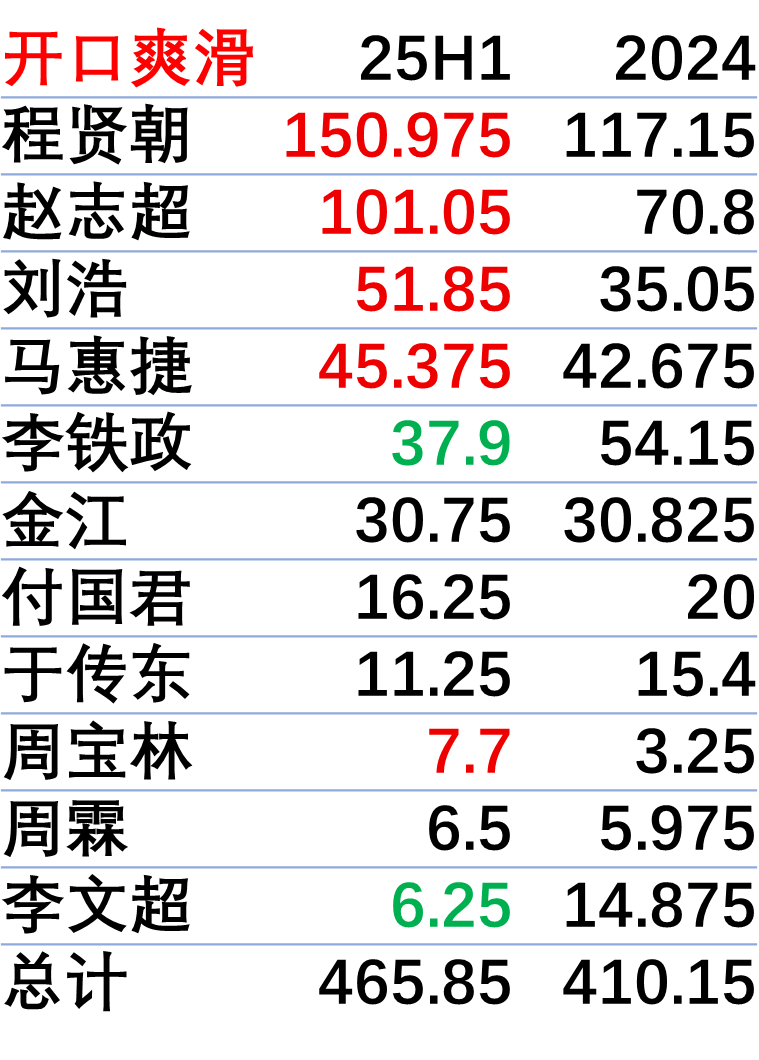 开口爽滑 25H1 2024
程贤朝 150.975 117.15
赵志超 101.05 70.8
刘浩 51.85 35.05
马惠捷 45.375 42.675
李铁政 37.9 54.15
金江 30.75 30.825
付国君 16.25 20
于传东 11.25 15.4
周宝林 7.7 3.25
周霖 6.5 5.975
李文超 6.25 14.875
总计 465.85 410.15